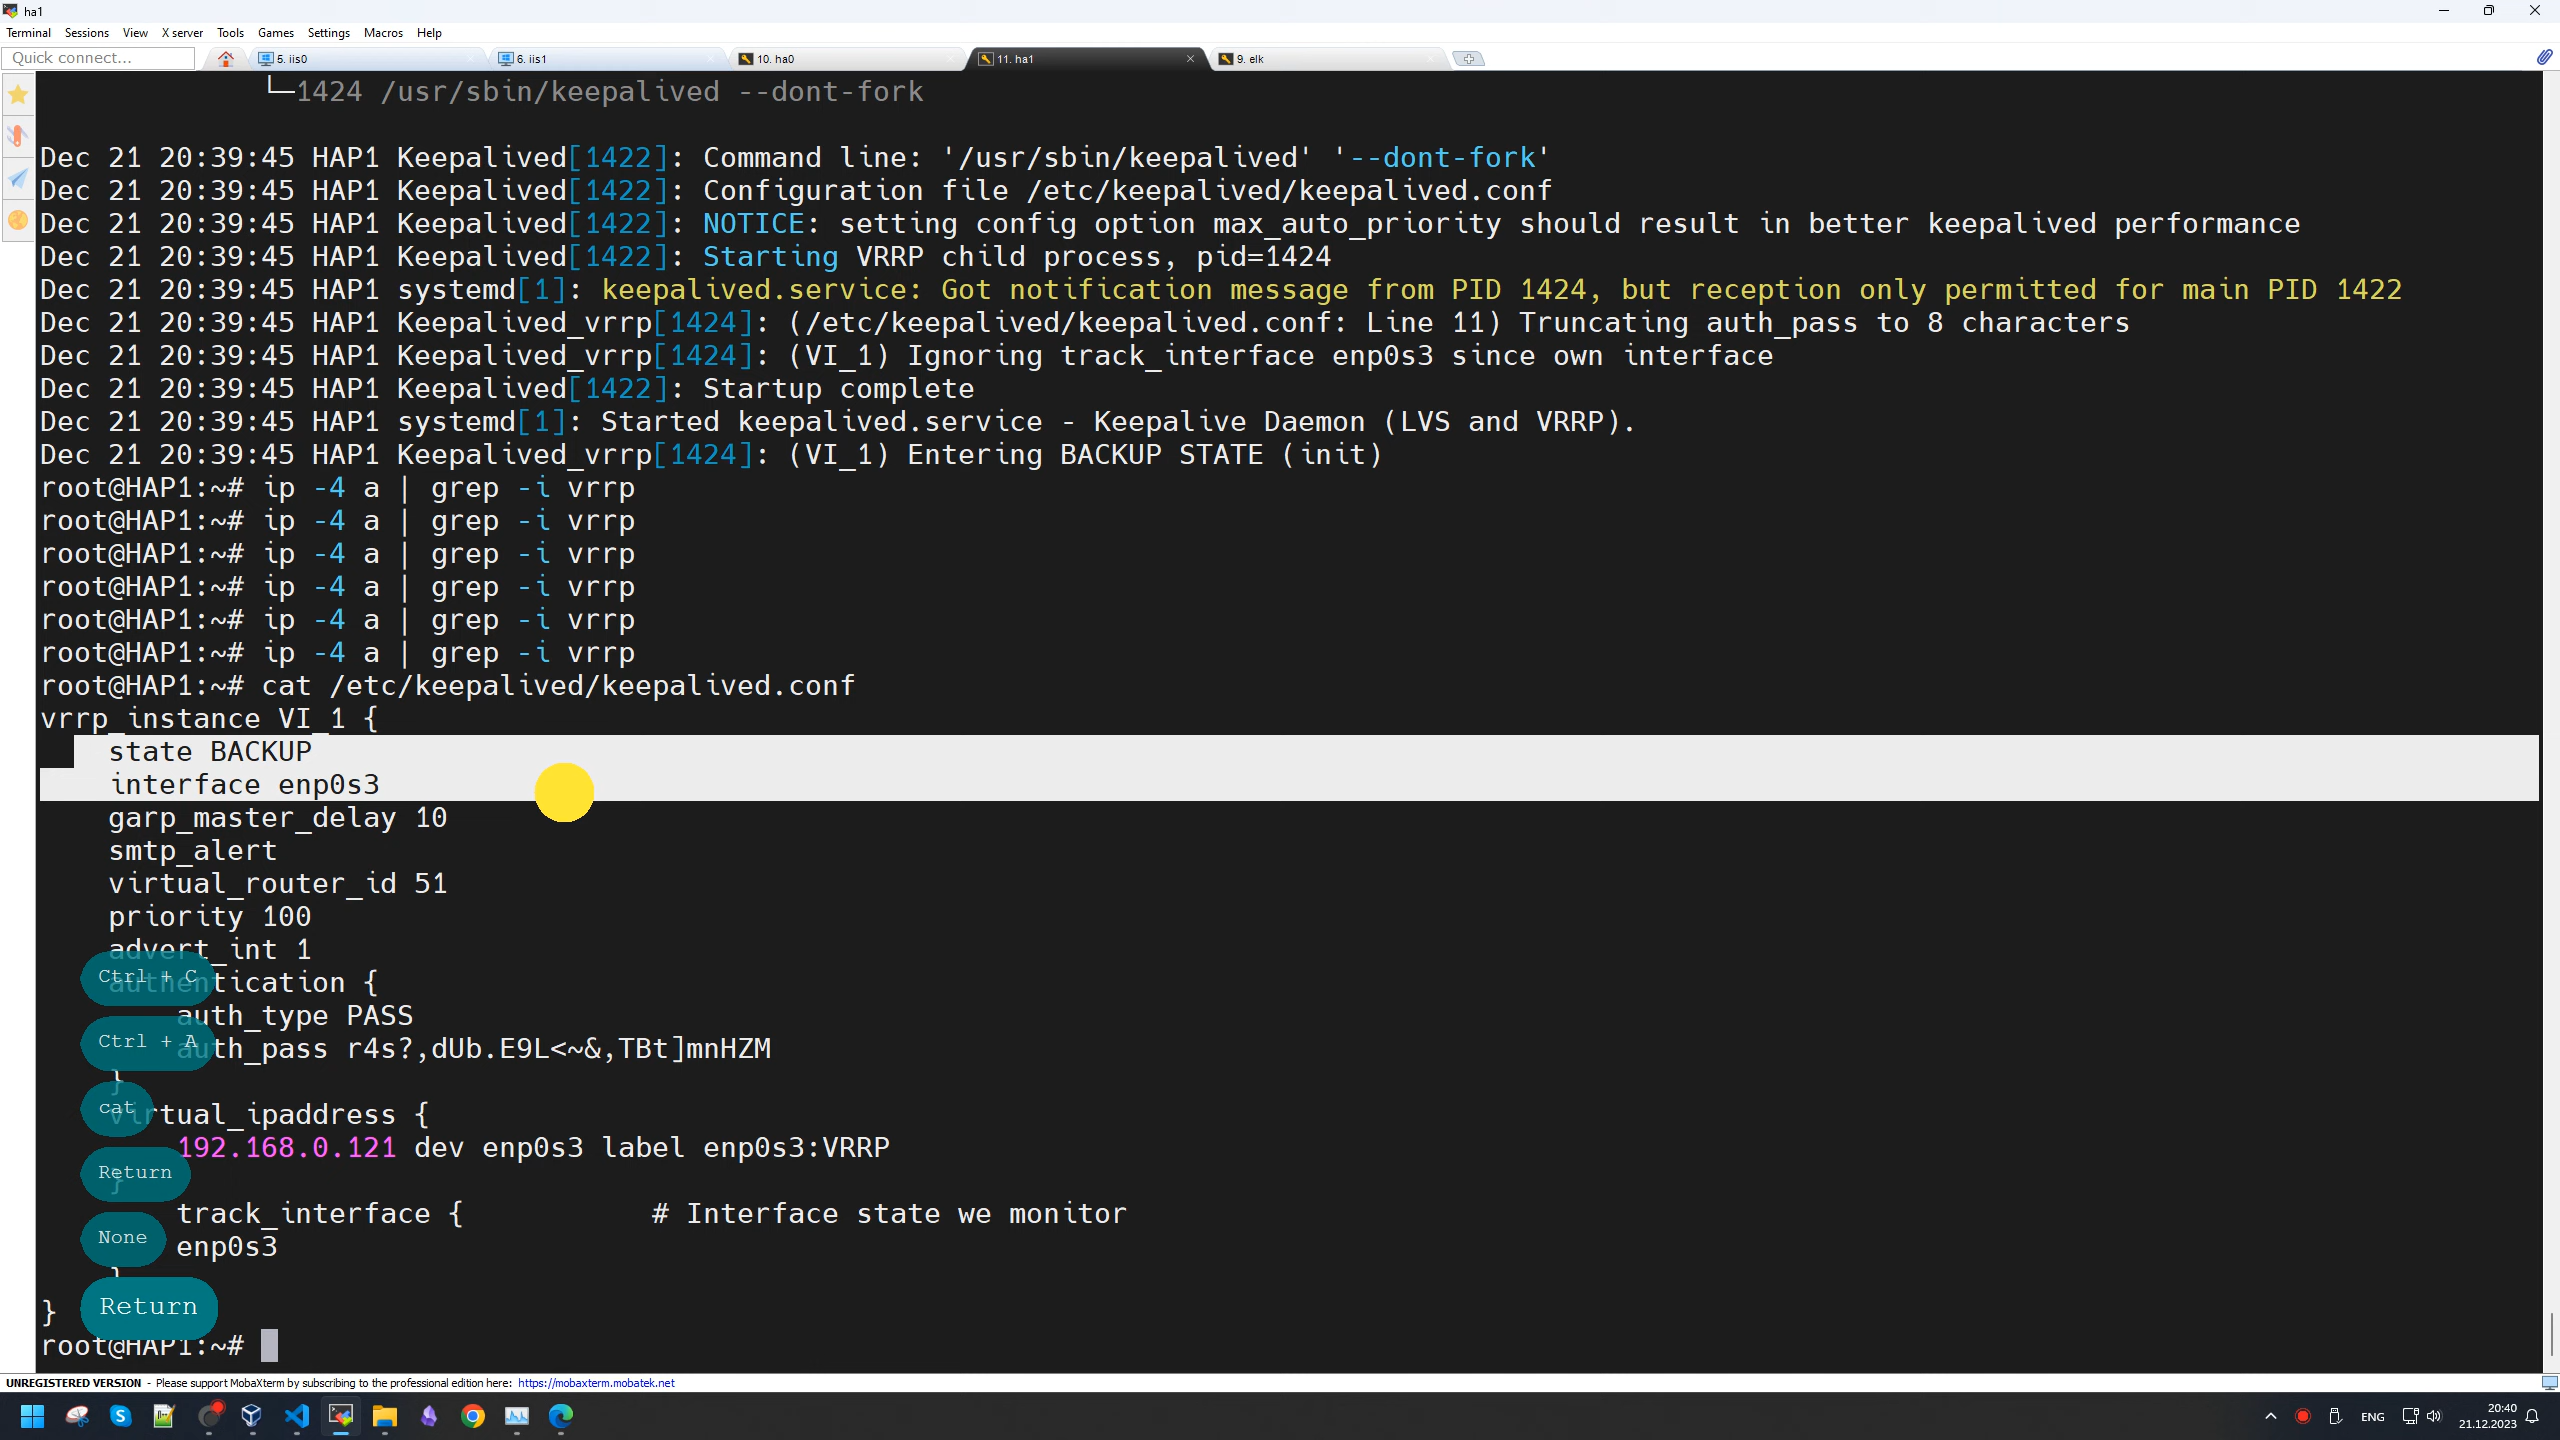 ha1
Terminal Sessions View X server Tools Games Settings Macros Help
Quick connect... 5. iis0 6. iis1 10. ha0 11. ha1 9. elk
└─1424 /usr/sbin/keepalived --dont-fork
Dec 21 20:39:45 HAP1 Keepalived[1422]: Command line: '/usr/sbin/keepalived' '--dont-fork'
Dec 21 20:39:45 HAP1 Keepalived[1422]: Configuration file /etc/keepalived/keepalived.conf
Dec 21 20:39:45 HAP1 Keepalived[1422]: NOTICE: setting config option max_auto_priority should result in better keepalived performance
Dec 21 20:39:45 HAP1 Keepalived[1422]: Starting VRRP child process, pid=1424
Dec 21 20:39:45 HAP1 systemd[1]: keepalived.service: Got notification message from PID 1424, but reception only permitted for main PID 1422
Dec 21 20:39:45 HAP1 Keepalived_vrrp[1424]: (/etc/keepalived/keepalived.conf: Line 11) Truncating auth_pass to 8 characters
Dec 21 20:39:45 HAP1 Keepalived_vrrp[1424]: (VI_1) Ignoring track_interface enp0s3 since own interface
Dec 21 20:39:45 HAP1 Keepalived[1422]: Startup complete
Dec 21 20:39:45 HAP1 systemd[1]: Started keepalived.service - Keepalive Daemon (LVS and VRRP).
Dec 21 20:39:45 HAP1 Keepalived_vrrp[1424]: (VI_1) Entering BACKUP STATE (init)
root@HAP1:~# ip -4 a | grep -i vrrp
root@HAP1:~# ip -4 a | grep -i vrrp
root@HAP1:~# ip -4 a | grep -i vrrp
root@HAP1:~# ip -4 a | grep -i vrrp
root@HAP1:~# ip -4 a | grep -i vrrp
root@HAP1:~# ip -4 a | grep -i vrrp
root@HAP1:~# cat /etc/keepalived/keepalived.conf
vrrp_instance VI_1 {
state BACKUP
interface enp0s3
garp_master_delay 10
smtp_alert
virtual_router_id 51
priority 100
advert_int 1
Ctrl + C
authentication {
auth_type PASS
Ctrl + A
auth_pass r4s?,dUb.E9L<~&,TBt]mnHZM
}
cat
virtual_ipaddress {
192.168.0.121 dev enp0s3 label enp0s3:VRRP
Return
}
track_interface { # Interface state we monitor
None
enp0s3
}
Return
}
root@HAP1:~#
UNREGISTERED VERSION - Please support MobaXterm by subscribing to the professional edition here: https://mobaxterm.mobatek.net
ENG
20:40
21.12.2023